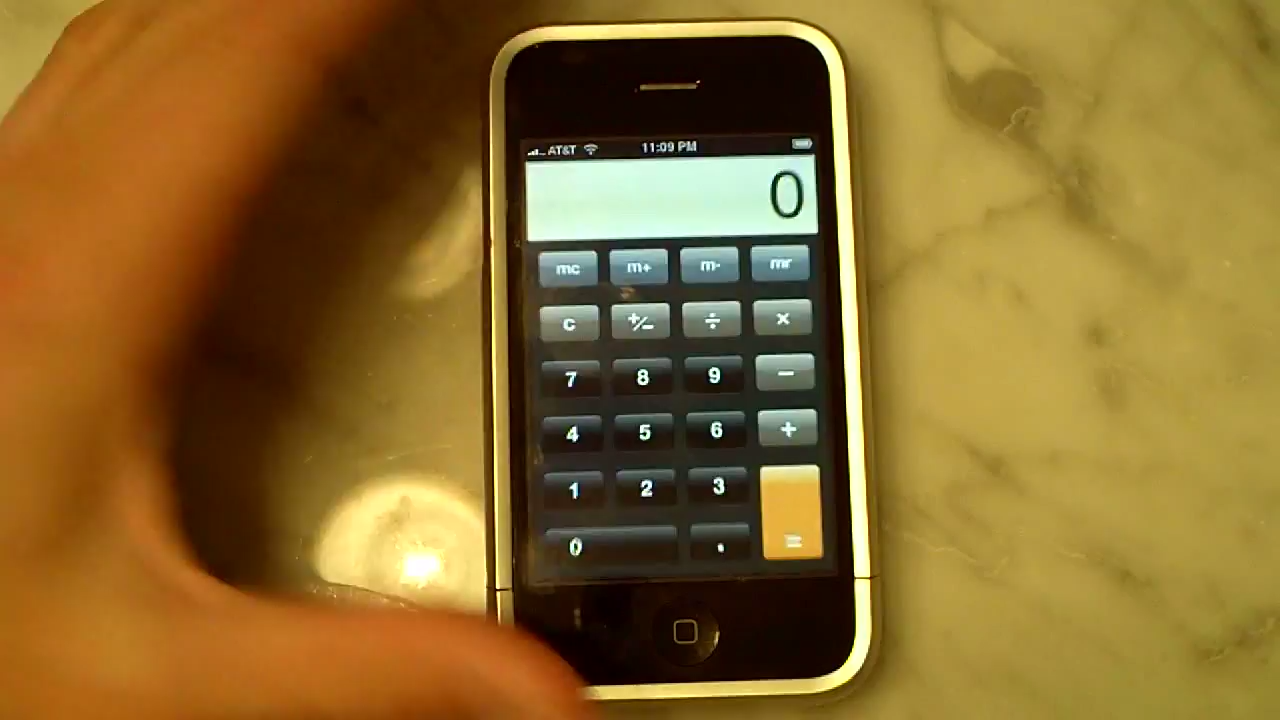 AT&T 11:09 PM
0
mc m+ m- mr
c +/- ÷ ×
7 8 9 −
4 5 6 +
1 2 3
0 . =